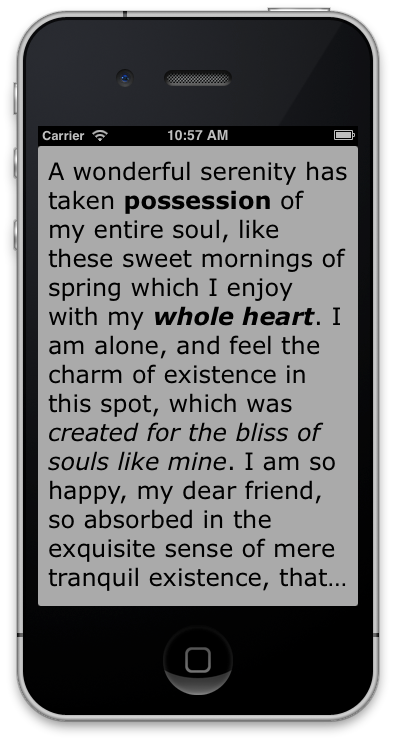 Carrier 10:57 AM
A wonderful serenity has
taken possession of
my entire soul, like
these sweet mornings of
spring which I enjoy
with my whole heart. I
am alone, and feel the
charm of existence in
this spot, which was
created for the bliss of
souls like mine. I am so
happy, my dear friend,
so absorbed in the
exquisite sense of mere
tranquil existence, that…